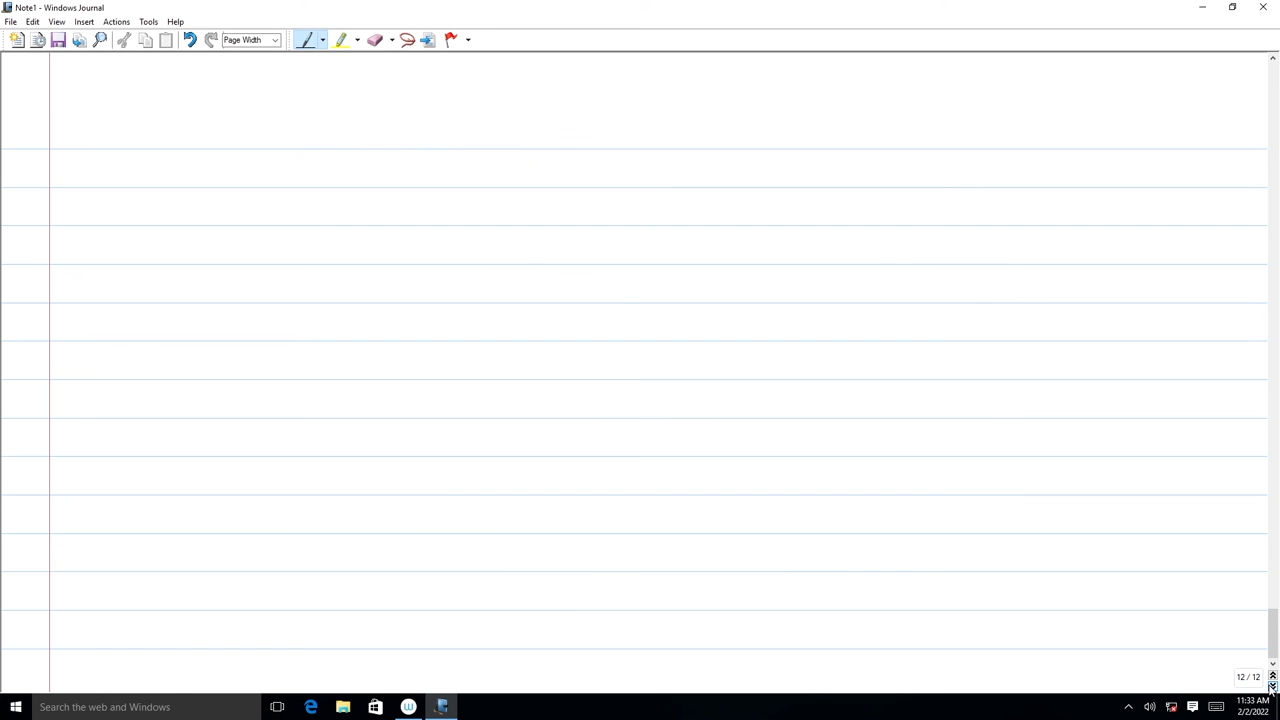 Note1 - Windows Journal
File Edit View Insert Actions Tools Help
Page Width
12 / 12
Search the web and Windows
11:33 AM
2/2/2022